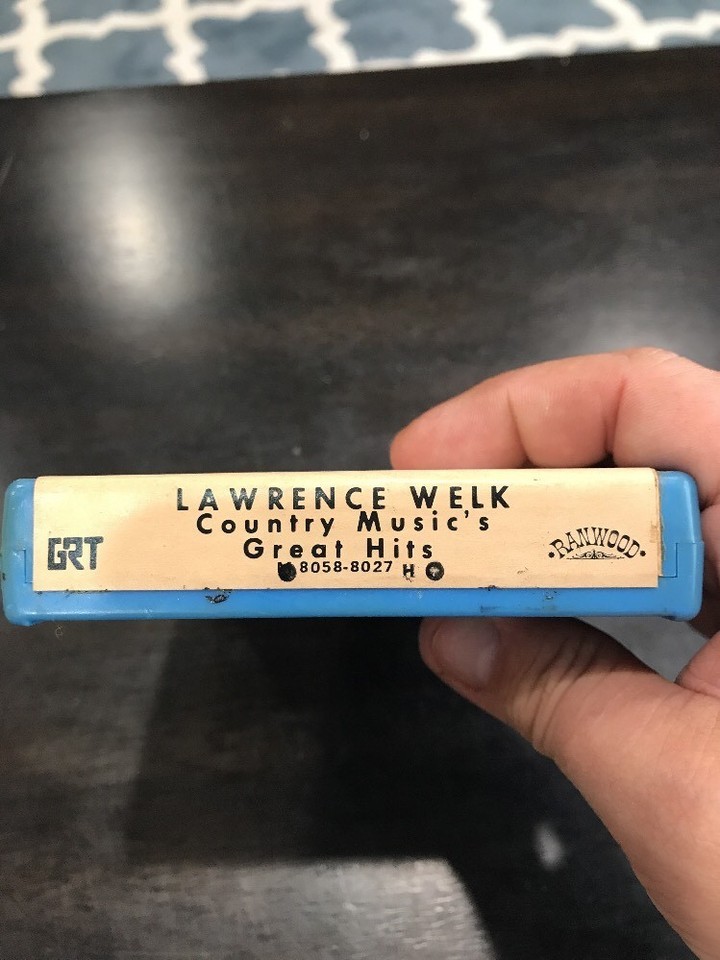 LAWRENCE WELK
Country Music's
Great Hits
8058-8027 H
GRT
RANWOOD